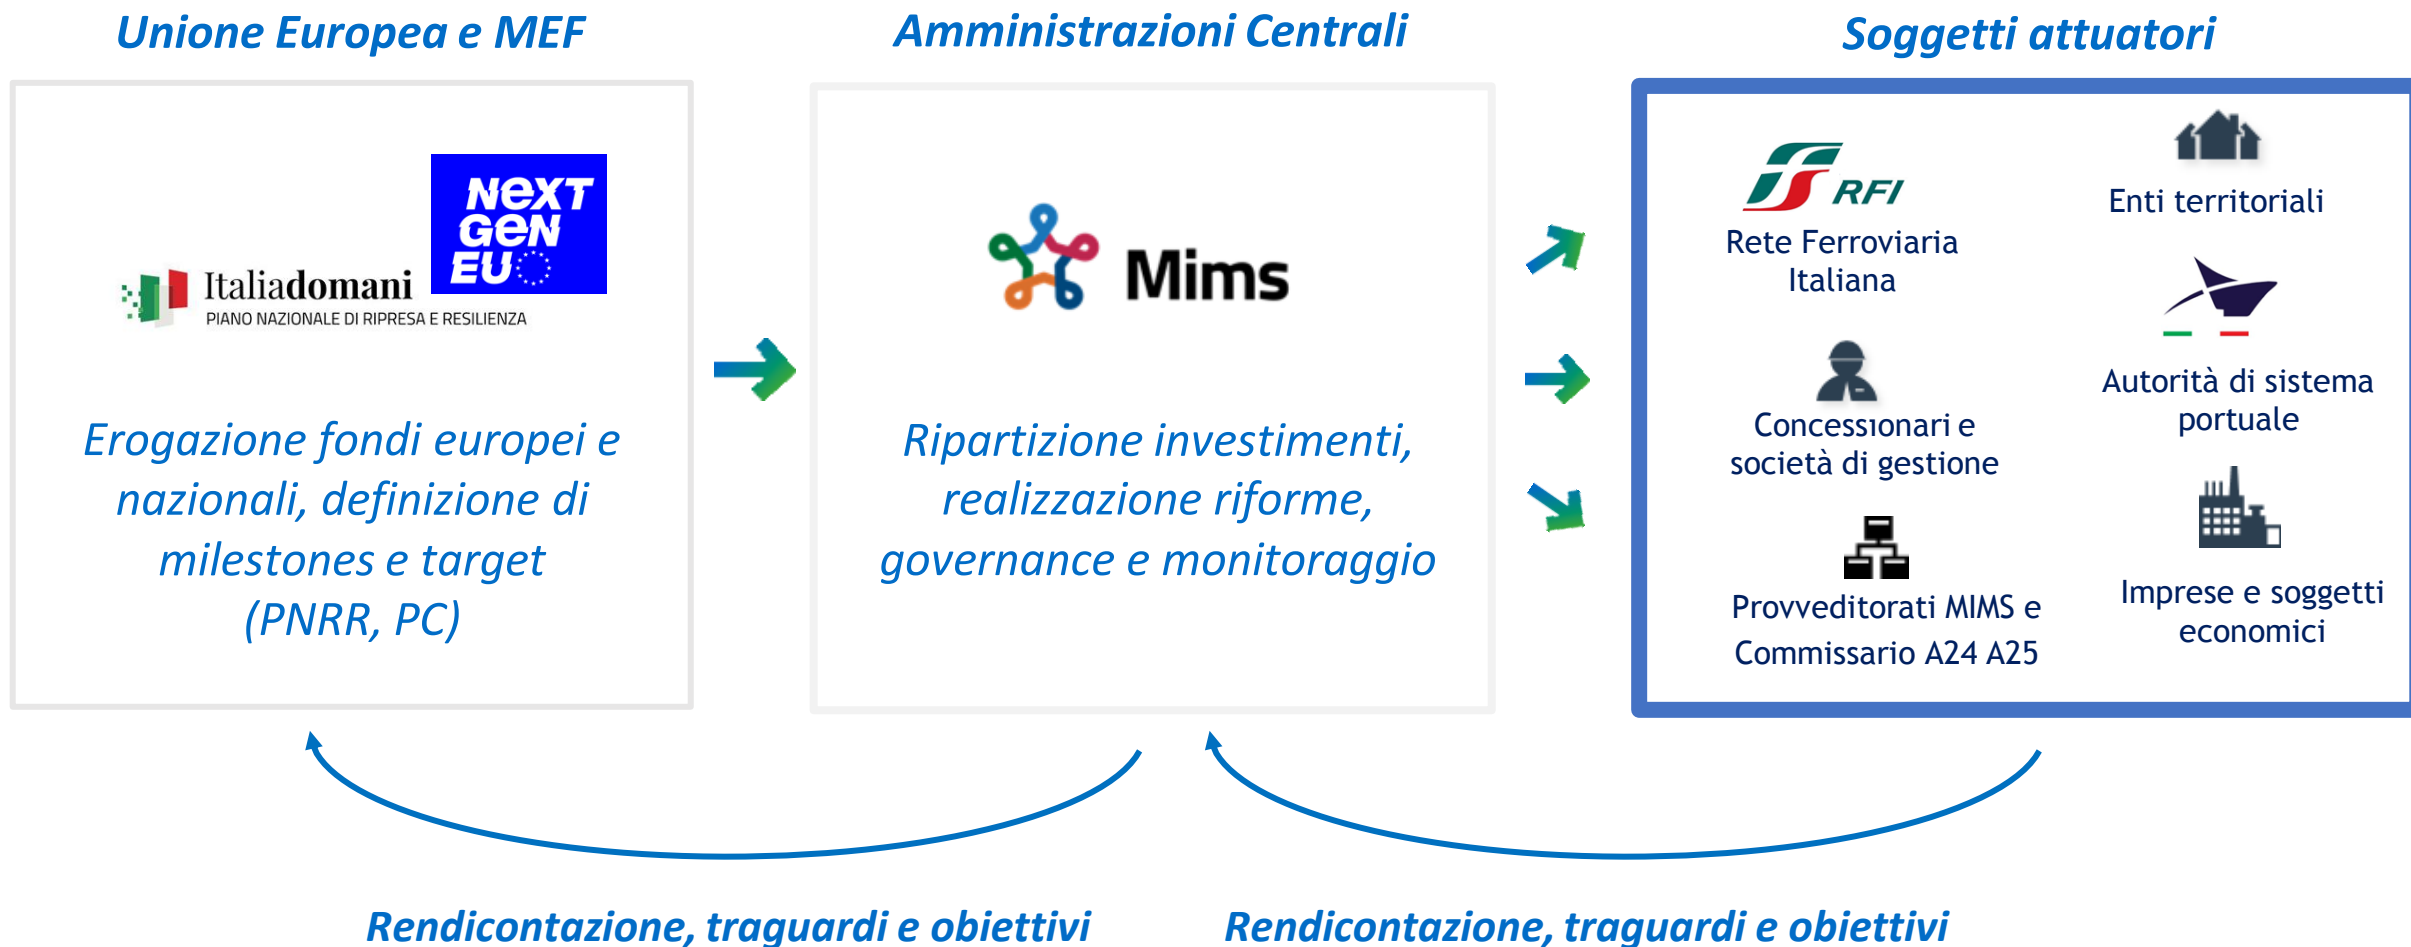 Unione Europea e MEF
Amministrazioni Centrali
Soggetti attuatori
NEXT
GEN
EU
Italiadomani
PIANO NAZIONALE DI RIPRESA E RESILIENZA
Erogazione fondi europei e
nazionali, definizione di
milestones e target
(PNRR, PC)
Mims
Ripartizione investimenti,
realizzazione riforme,
governance e monitoraggio
RFI
Rete Ferroviaria
Italiana
Enti territoriali
Concessionari e
società di gestione
Autorità di sistema
portuale
Provveditorati MIMS e
Commissario A24 A25
Imprese e soggetti
economici
Rendicontazione, traguardi e obiettivi
Rendicontazione, traguardi e obiettivi